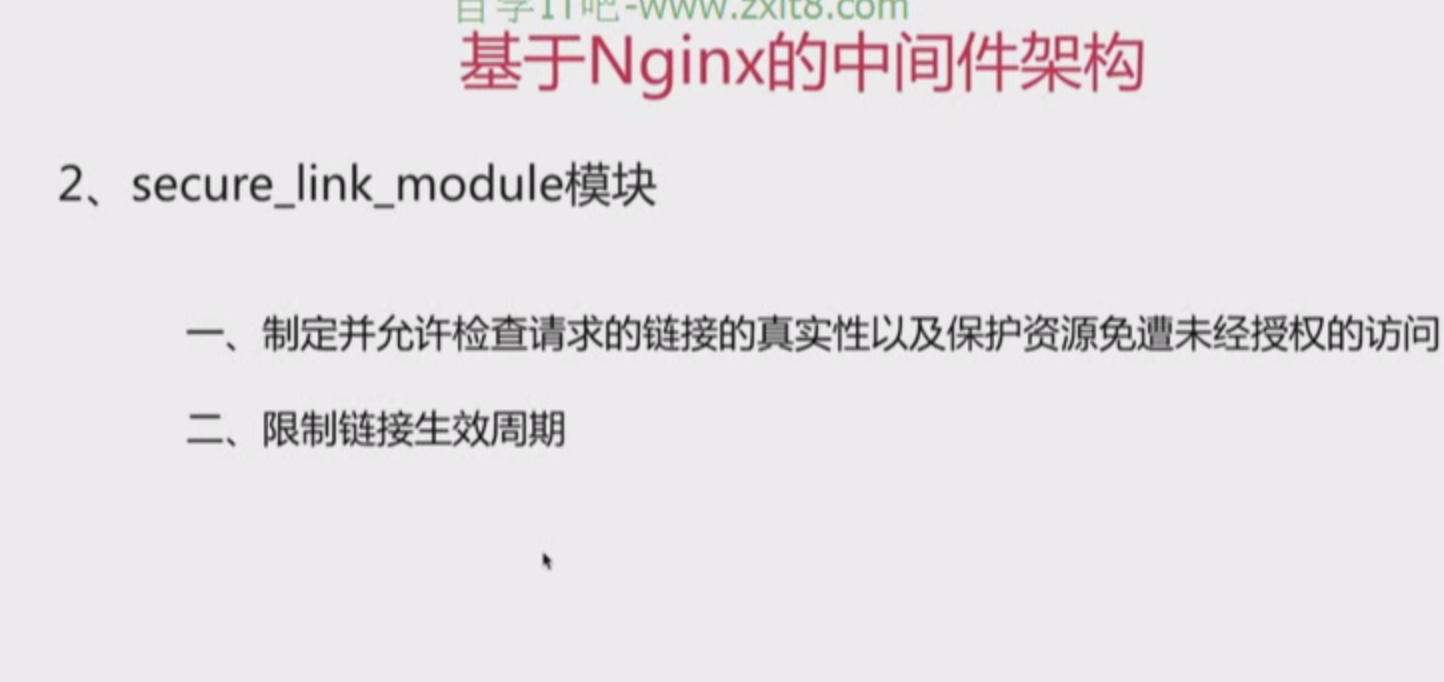 自学IT吧-www.zxit8.com
基于Nginx的中间件架构
2、secure_link_module模块
一、制定并允许检查请求的链接的真实性以及保护资源免遭未经授权的访问
二、限制链接生效周期